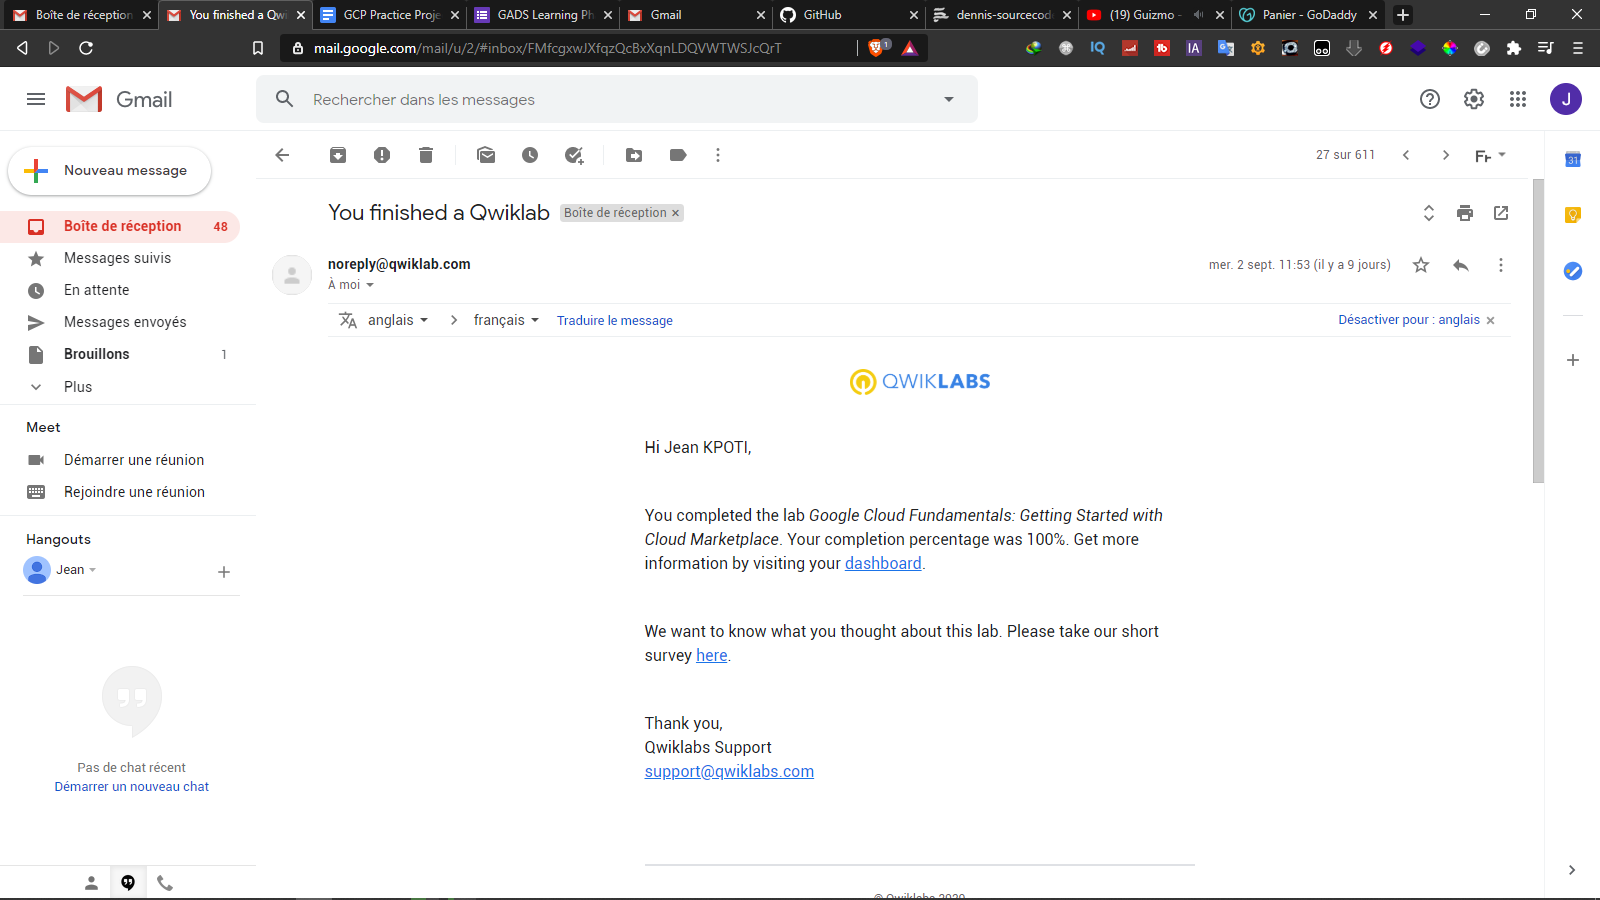 Boîte de réception
You finished a Qwi
GCP Practice Proje
GADS Learning Ph
Gmail
GitHub
dennis-sourcecod
(19) Guizmo -
Panier - GoDaddy
mail.google.com/mail/u/2/#inbox/FMfcgxwJXfqzQcBxXqnLDQVWTWSJcQrT
1
IQ
IA
Gmail
Rechercher dans les messages
J
Nouveau message
27 sur 611
Boîte de réception 48
Messages suivis
En attente
Messages envoyés
Brouillons 1
Plus
Meet
Démarrer une réunion
Rejoindre une réunion
Hangouts
Jean
Pas de chat récent
Démarrer un nouveau chat
You finished a Qwiklab
Boîte de réception
noreply@qwiklab.com
mer. 2 sept. 11:53 (il y a 9 jours)
À moi
anglais
français
Traduire le message
Désactiver pour : anglais
QWIKLABS
Hi Jean KPOTI,
You completed the lab Google Cloud Fundamentals: Getting Started with
Cloud Marketplace. Your completion percentage was 100%. Get more
information by visiting your dashboard.
We want to know what you thought about this lab. Please take our short
survey here.
Thank you,
Qwiklabs Support
support@qwiklabs.com
© Qwiklabs 2020
31